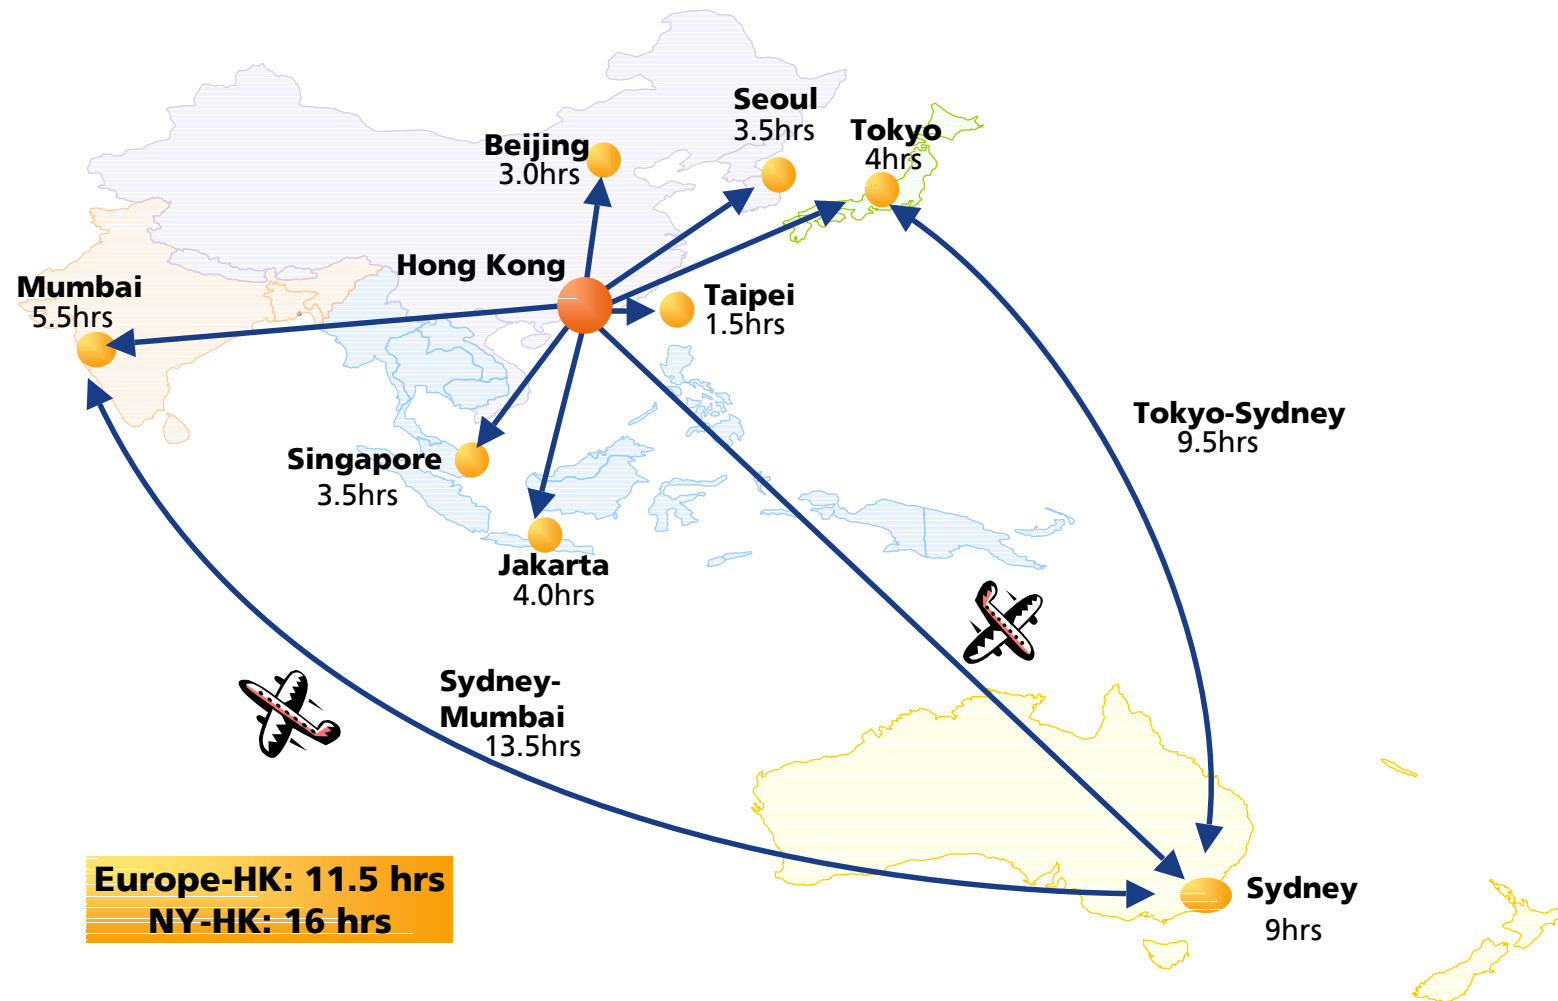 Seoul
3.5hrs
Tokyo
4hrs
Beijing
3.0hrs
Hong Kong
Mumbai
5.5hrs
Taipei
1.5hrs
Tokyo-Sydney
9.5hrs
Singapore
3.5hrs
Jakarta
4.0hrs
Sydney-
Mumbai
13.5hrs
Europe-HK: 11.5 hrs
NY-HK: 16 hrs
Sydney
9hrs